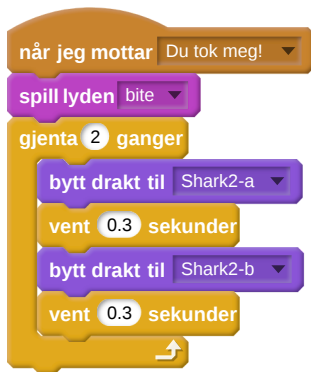 når jeg mottar Du tok meg!
spill lyden bite
gjenta 2 ganger
bytt drakt til Shark2-a
vent 0.3 sekunder
bytt drakt til Shark2-b
vent 0.3 sekunder